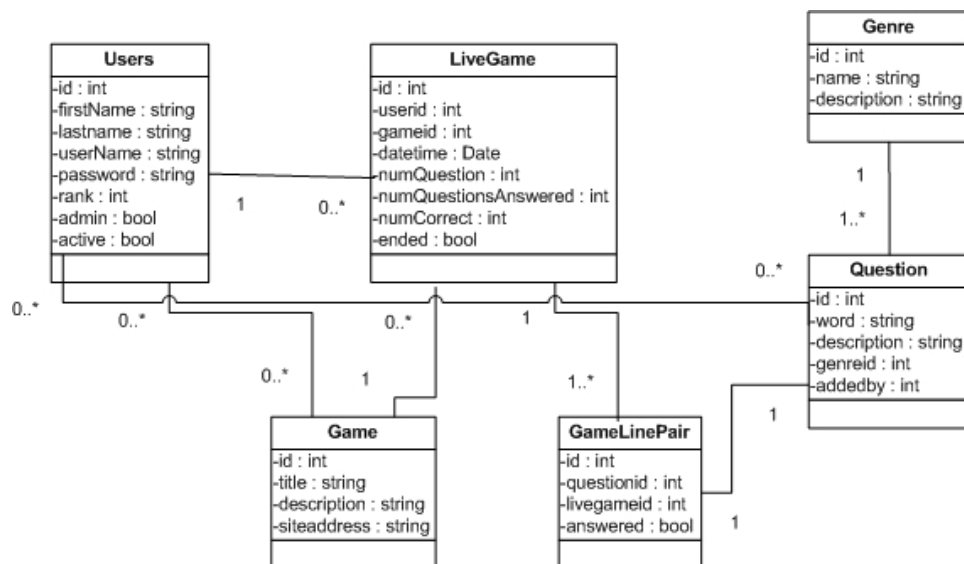 Users
-id : int
-firstName : string
-lastname : string
-userName : string
-password : string
-rank : int
-admin : bool
-active : bool
LiveGame
-id : int
-userid : int
-gameid : int
-datetime : Date
-numQuestion : int
-numQuestionsAnswered : int
-numCorrect : int
-ended : bool
Genre
-id : int
-name : string
-description : string
1
0..*
1
1..*
0..*
Question
-id : int
-word : string
-description : string
-genreid : int
-addedby : int
0..*
0..*
0..*
1
0..*
1
1..*
1
1
Game
-id : int
-title : string
-description : string
-siteaddress : string
GameLinePair
-id : int
-questionid : int
-livegameid : int
-answered : bool